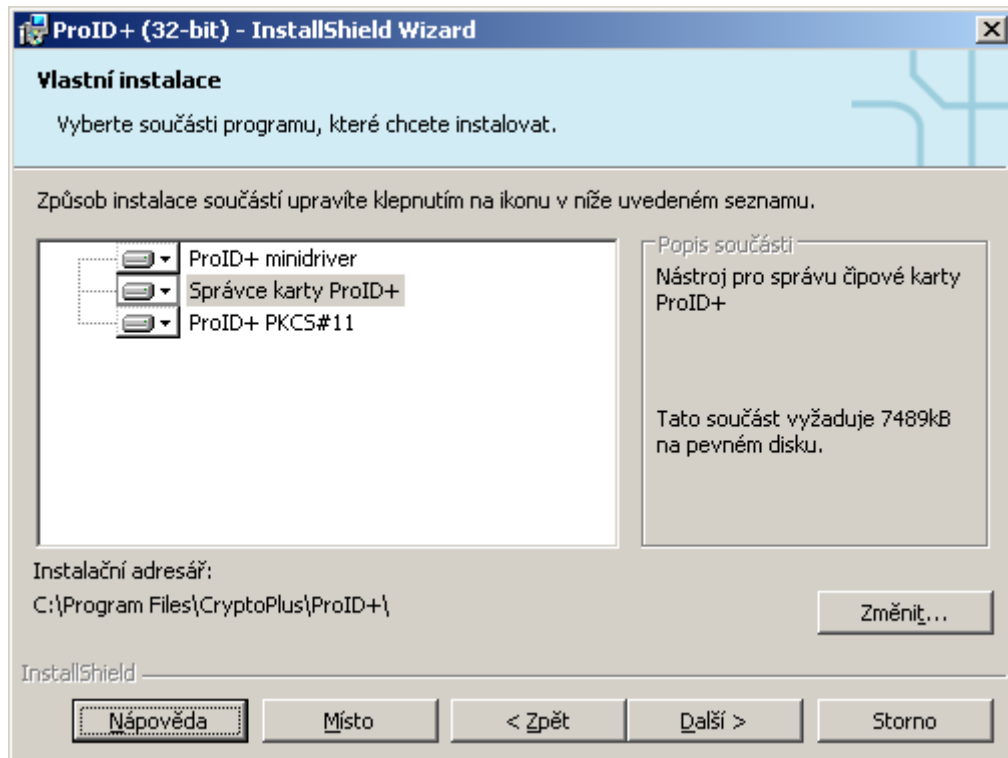 ProID+ (32-bit) - InstallShield Wizard
Vlastní instalace
Vyberte součásti programu, které chcete instalovat.
Způsob instalace součástí upravíte klepnutím na ikonu v níže uvedeném seznamu.
ProID+ minidriver
Správce karty ProID+
ProID+ PKCS#11
Popis součásti
Nástroj pro správu čipové karty
ProID+
Tato součást vyžaduje 7489kB
na pevném disku.
Instalační adresář:
C:\Program Files\CryptoPlus\ProID+\
Změnit...
InstallShield
Nápověda
Místo
< Zpět
Další >
Storno